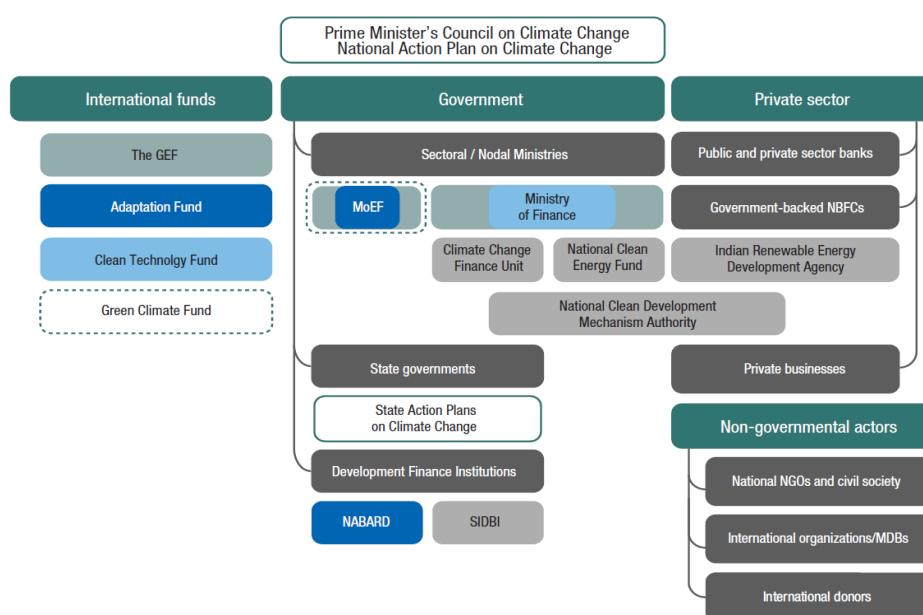 Prime Minister's Council on Climate Change
National Action Plan on Climate Change
International funds
Government
Private sector
The GEF
Adaptation Fund
Clean Technolgy Fund
Green Climate Fund
Sectoral / Nodal Ministries
MoEF
Ministry
of Finance
Climate Change
Finance Unit
National Clean
Energy Fund
National Clean Development
Mechanism Authority
State governments
State Action Plans
on Climate Change
Development Finance Institutions
NABARD
SIDBI
Public and private sector banks
Government-backed NBFCs
Indian Renewable Energy
Development Agency
Private businesses
Non-governmental actors
National NGOs and civil society
International organizations/MDBs
International donors